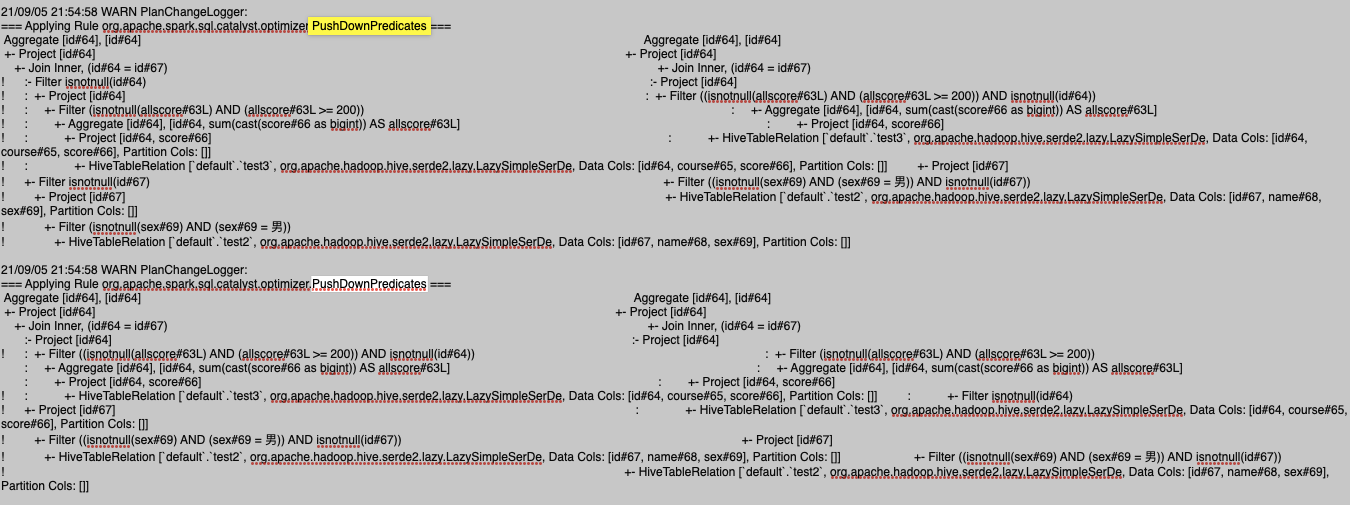 21/09/05 21:54:58 WARN PlanChangeLogger:
=== Applying Rule org.apache.spark.sql.catalyst.optimizer.PushDownPredicates ===
Aggregate [id#64], [id#64] Aggregate [id#64], [id#64]
+- Project [id#64] +- Project [id#64]
+- Join Inner, (id#64 = id#67) +- Join Inner, (id#64 = id#67)
! :- Filter isnotnull(id#64) :- Project [id#64]
! : +- Project [id#64] : +- Filter ((isnotnull(allscore#63L) AND (allscore#63L >= 200)) AND isnotnull(id#64))
! : +- Filter (isnotnull(allscore#63L) AND (allscore#63L >= 200)) : +- Aggregate [id#64], [id#64, sum(cast(score#66 as bigint)) AS allscore#63L]
! : +- Aggregate [id#64], [id#64, sum(cast(score#66 as bigint)) AS allscore#63L] : +- Project [id#64, score#66]
! : +- Project [id#64, score#66] : +- HiveTableRelation [`default`.`test3`, org.apache.hadoop.hive.serde2.lazy.LazySimpleSerDe, Data Cols: [id#64,
course#65, score#66], Partition Cols: []]
! : +- HiveTableRelation [`default`.`test3`, org.apache.hadoop.hive.serde2.lazy.LazySimpleSerDe, Data Cols: [id#64, course#65, score#66], Partition Cols: []] +- Project [id#67]
! +- Filter isnotnull(id#67) +- Filter ((isnotnull(sex#69) AND (sex#69 = 男)) AND isnotnull(id#67))
! +- Project [id#67] +- HiveTableRelation [`default`.`test2`, org.apache.hadoop.hive.serde2.lazy.LazySimpleSerDe, Data Cols: [id#67, name#68,
sex#69], Partition Cols: []]
! +- Filter (isnotnull(sex#69) AND (sex#69 = 男))
! +- HiveTableRelation [`default`.`test2`, org.apache.hadoop.hive.serde2.lazy.LazySimpleSerDe, Data Cols: [id#67, name#68, sex#69], Partition Cols: []]
21/09/05 21:54:58 WARN PlanChangeLogger:
=== Applying Rule org.apache.spark.sql.catalyst.optimizer.PushDownPredicates ===
Aggregate [id#64], [id#64] Aggregate [id#64], [id#64]
+- Project [id#64] +- Project [id#64]
+- Join Inner, (id#64 = id#67) +- Join Inner, (id#64 = id#67)
:- Project [id#64] :- Project [id#64]
! : +- Filter ((isnotnull(allscore#63L) AND (allscore#63L >= 200)) AND isnotnull(id#64)) : +- Filter (isnotnull(allscore#63L) AND (allscore#63L >= 200))
: +- Aggregate [id#64], [id#64, sum(cast(score#66 as bigint)) AS allscore#63L] : +- Aggregate [id#64], [id#64, sum(cast(score#66 as bigint)) AS allscore#63L]
: +- Project [id#64, score#66] : +- Project [id#64, score#66]
! : +- HiveTableRelation [`default`.`test3`, org.apache.hadoop.hive.serde2.lazy.LazySimpleSerDe, Data Cols: [id#64, course#65, score#66], Partition Cols: []] : +- Filter isnotnull(id#64)
! +- Project [id#67] : +- HiveTableRelation [`default`.`test3`, org.apache.hadoop.hive.serde2.lazy.LazySimpleSerDe, Data Cols: [id#64, course#65,
score#66], Partition Cols: []]
! +- Filter ((isnotnull(sex#69) AND (sex#69 = 男)) AND isnotnull(id#67)) +- Project [id#67]
! +- HiveTableRelation [`default`.`test2`, org.apache.hadoop.hive.serde2.lazy.LazySimpleSerDe, Data Cols: [id#67, name#68, sex#69], Partition Cols: []] +- Filter ((isnotnull(sex#69) AND (sex#69 = 男)) AND isnotnull(id#67))
! +- HiveTableRelation [`default`.`test2`, org.apache.hadoop.hive.serde2.lazy.LazySimpleSerDe, Data Cols: [id#67, name#68, sex#69],
Partition Cols: []]